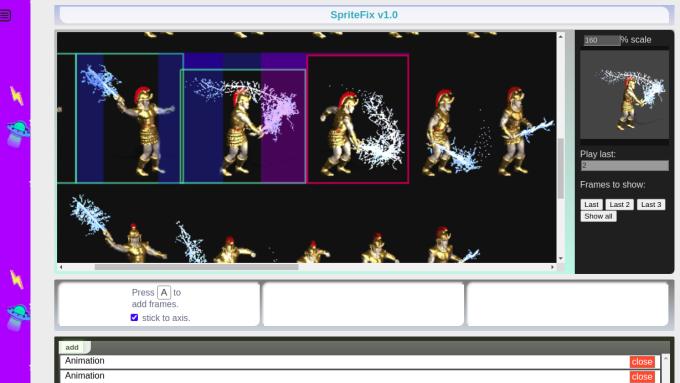 SpriteFix v1.0
160 % scale
Play last:
2
Frames to show:
Last Last 2 Last 3
Show all
Press A to
add frames.
stick to axis.
add
Animation close
Animation close